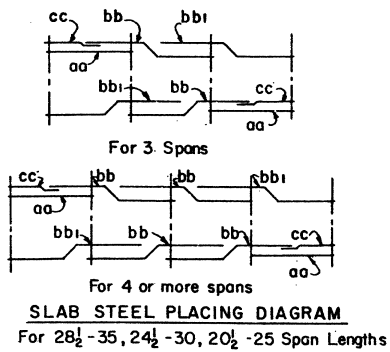 cc bb bb1
aa
bb1 bb cc
aa
For 3 Spans
cc bb bb bb1
aa
bb1 bb bb cc
aa
For 4 or more spans
SLAB STEEL PLACING DIAGRAM
For 28½-35, 24½-30, 20½-25 Span Lengths